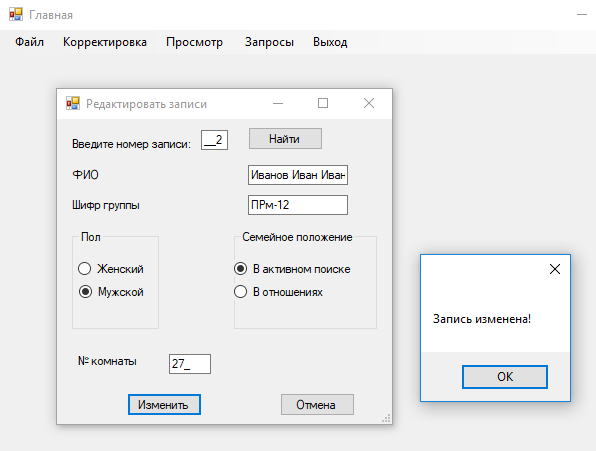 Главная
Файл Корректировка Просмотр Запросы Выход
Редактировать записи
Введите номер записи: __2 Найти
ФИО Иванов Иван Иван
Шифр группы ПРм-12
Пол Семейное положение
Женский В активном поиске
Мужской В отношениях
Запись изменена!
№ комнаты 27_
OK
Изменить Отмена